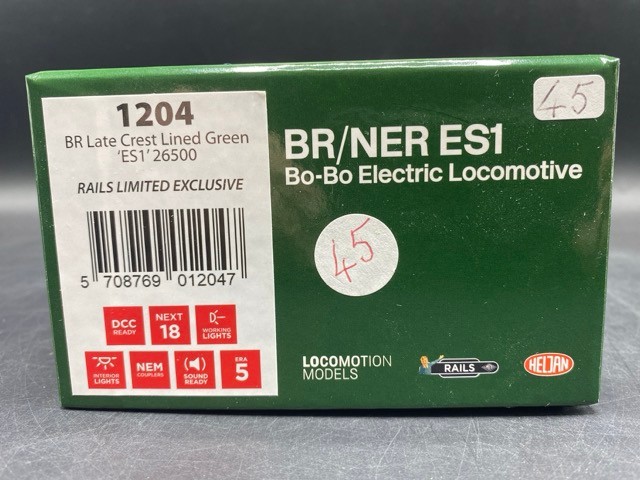 1204
BR Late Crest Lined Green
'ES1' 26500
RAILS LIMITED EXCLUSIVE
5 708769 012047
DCC
READY
NEXT
18
WORKING
LIGHTS
INTERIOR
LIGHTS
NEM
COUPLERS
SOUND
READY
ERA
5
45
BR/NER ES1
Bo-Bo Electric Locomotive
45
LOCOMOTION
MODELS
RAILS
HELJAN